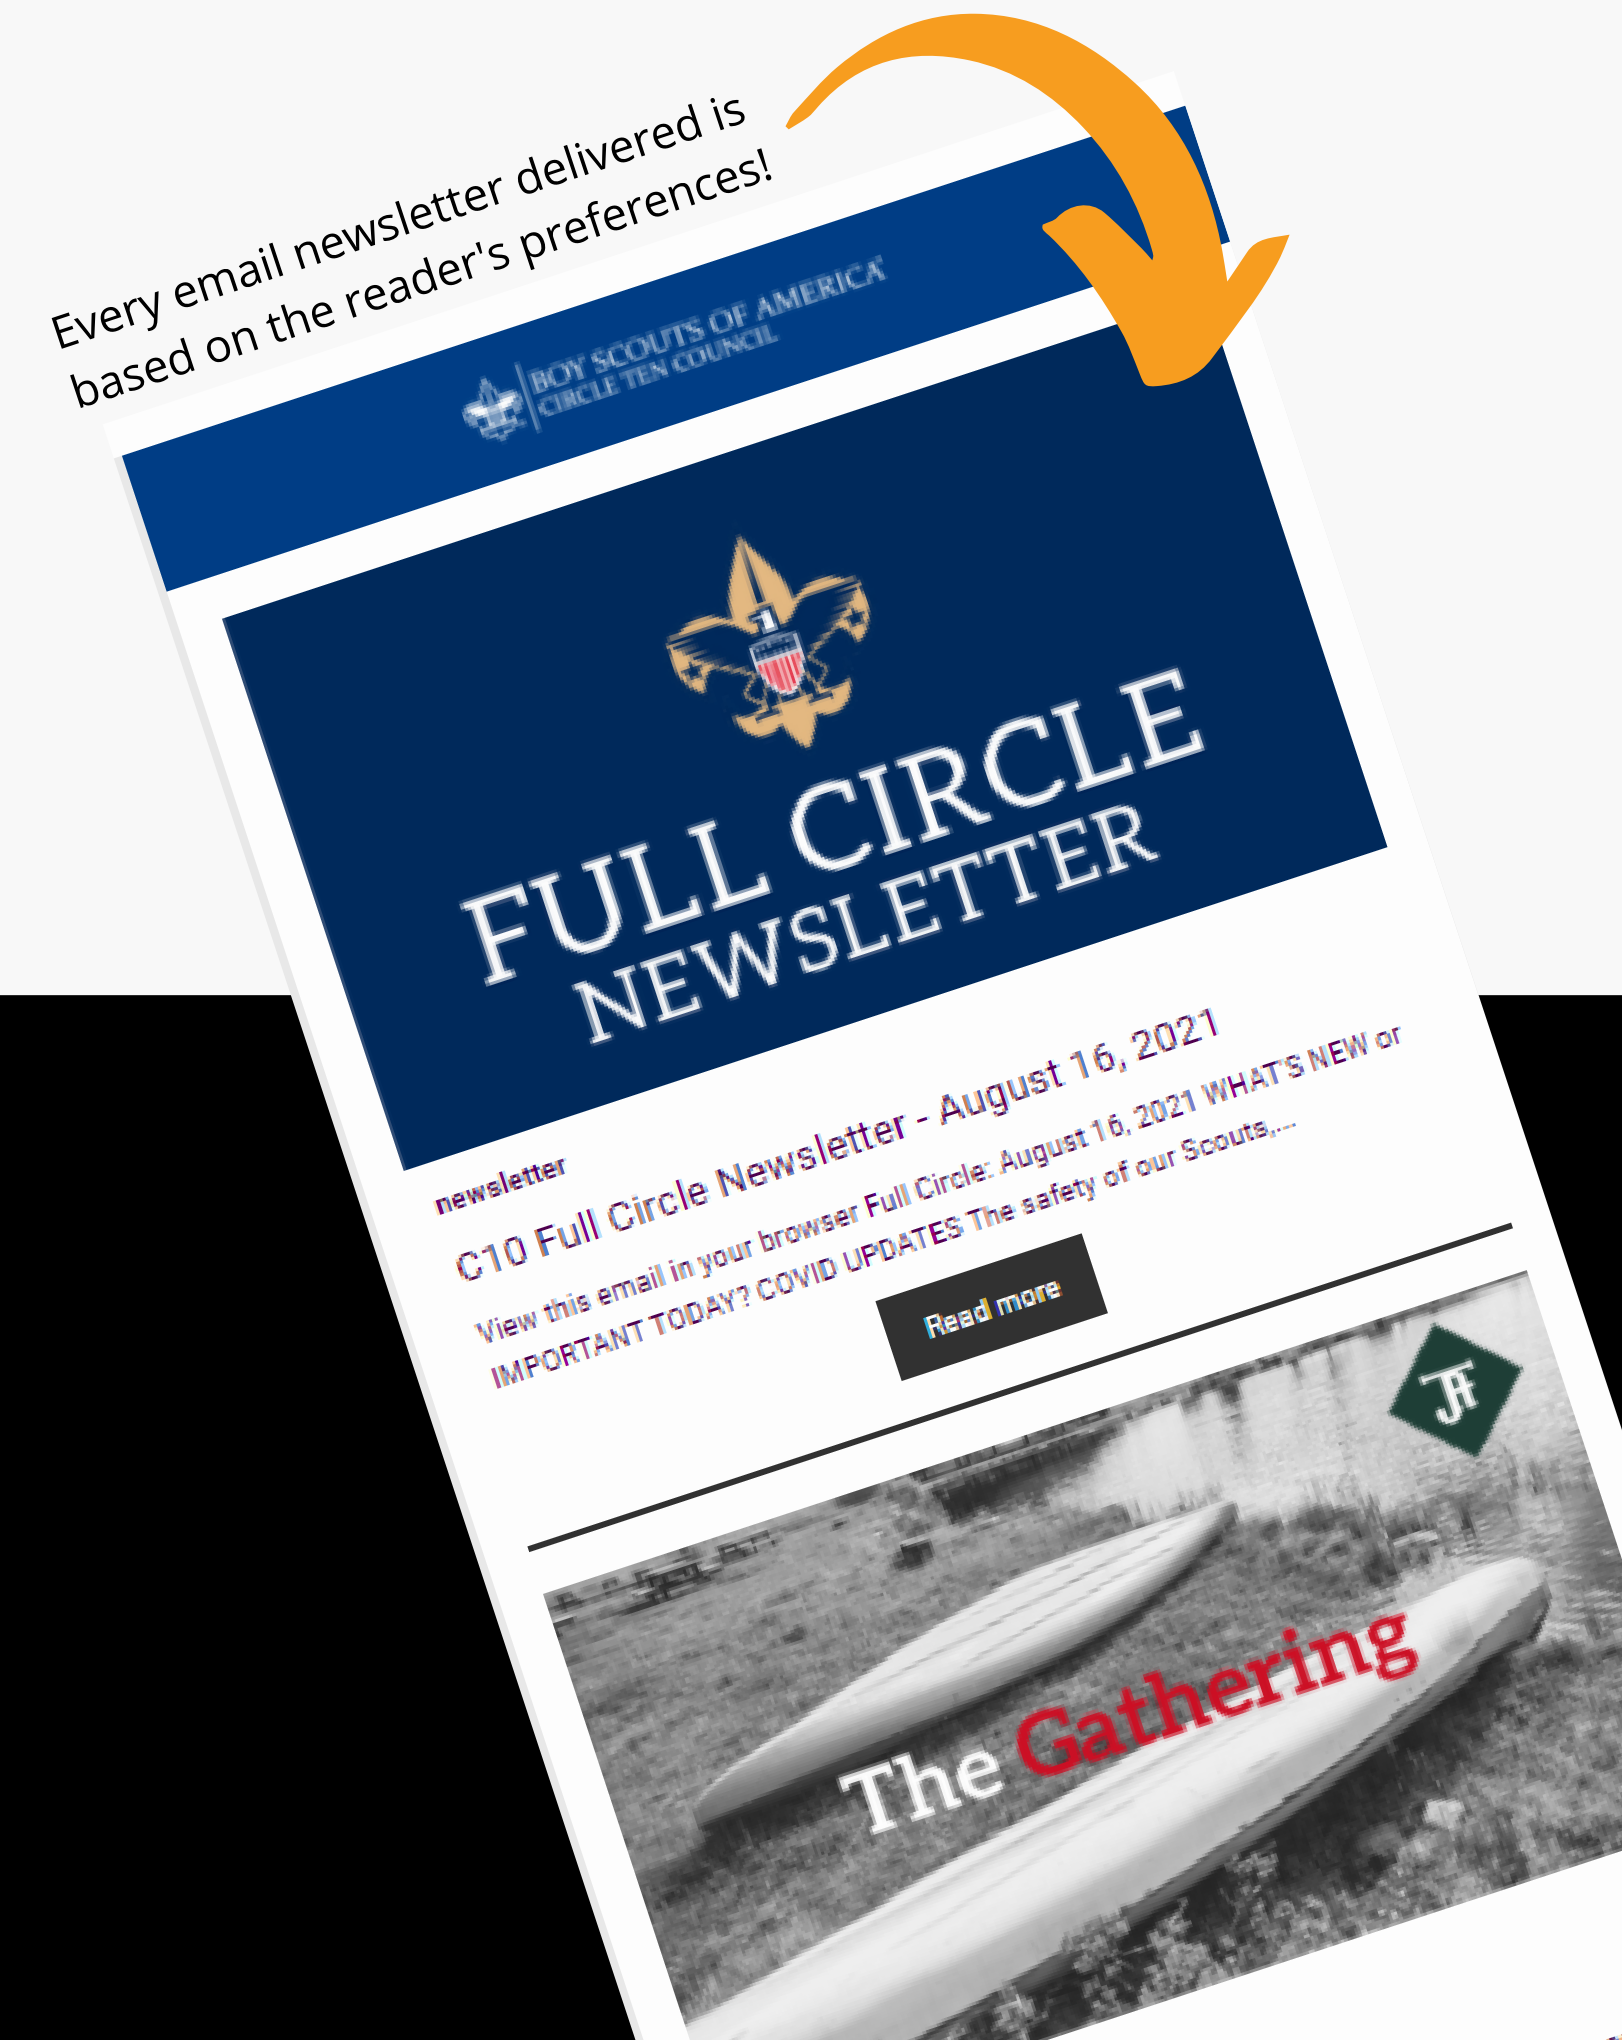 Every email newsletter delivered is
based on the reader's preferences!
BOY SCOUTS OF AMERICA
CIRCLE TEN COUNCIL
FULL CIRCLE
NEWSLETTER
newsletter
C10 Full Circle Newsletter - August 16, 2021
View this email in your browser Full Circle: August 16, 2021 WHAT'S NEW or
IMPORTANT TODAY? COVID UPDATES The safety of our Scouts,...
Read more
The Gathering